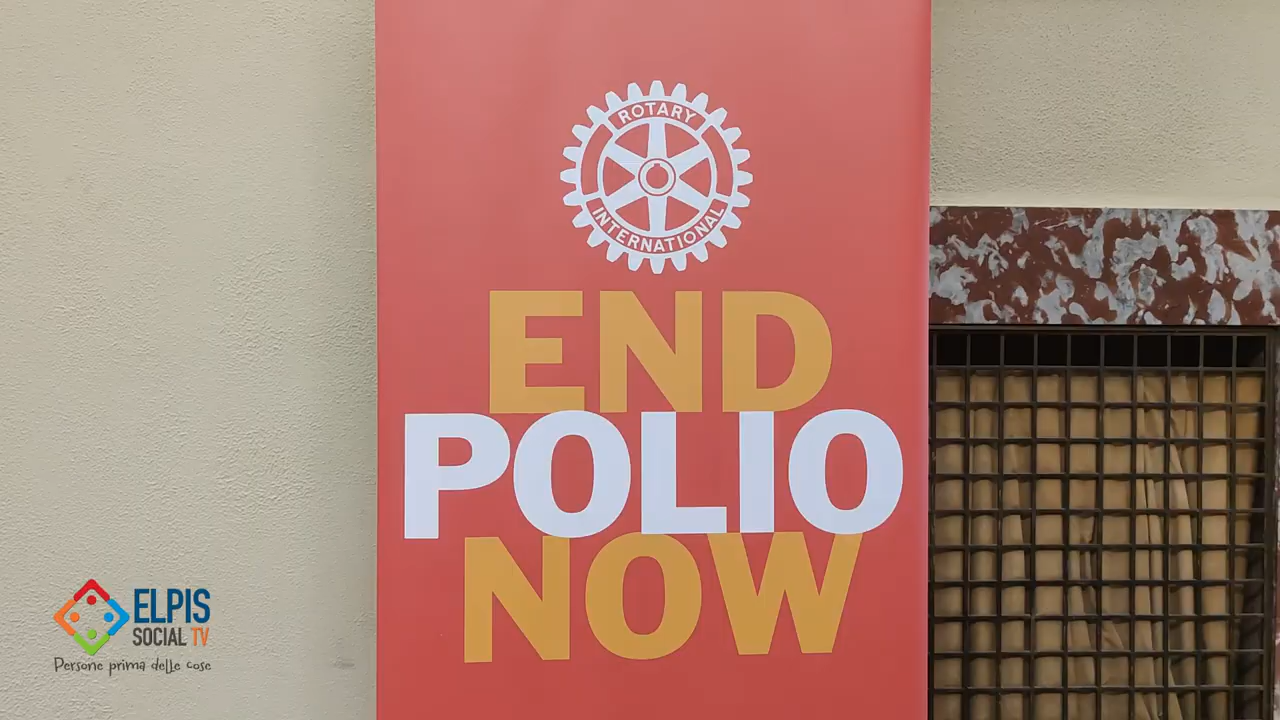 ROTARY
INTERNATIONAL
END
POLIO
NOW
ELPIS
SOCIAL TV
Persone prima delle cose